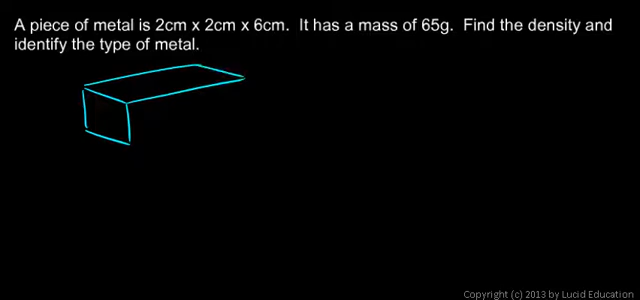 A piece of metal is 2cm x 2cm x 6cm.  It has a mass of 65g.  Find the density and
identify the type of metal.
Copyright (c) 2013 by Lucid Education